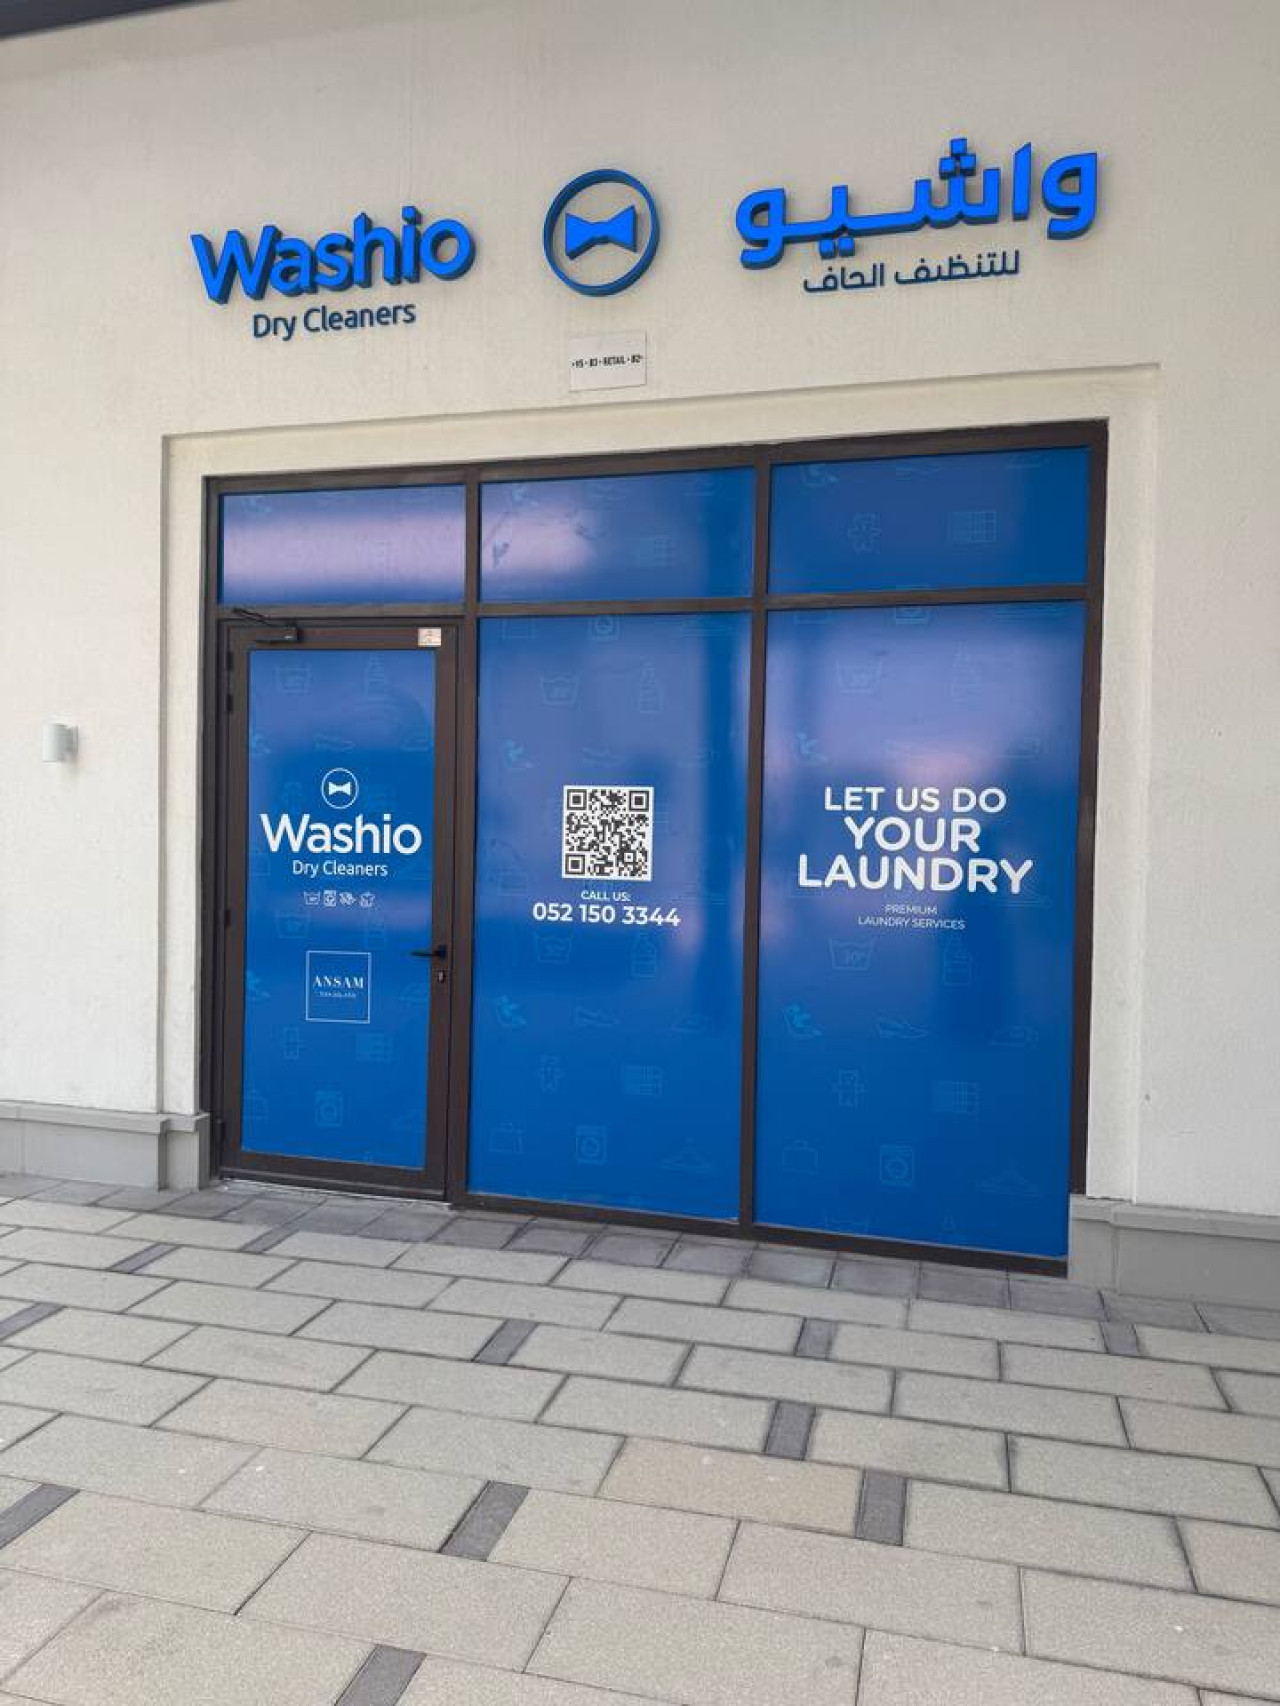 Washio
Dry Cleaners
واشيو
للتنظيف الجاف
Washio
Dry Cleaners
ANSAM
CALL US:
052 150 3344
LET US DO
YOUR
LAUNDRY
PREMIUM
LAUNDRY SERVICES